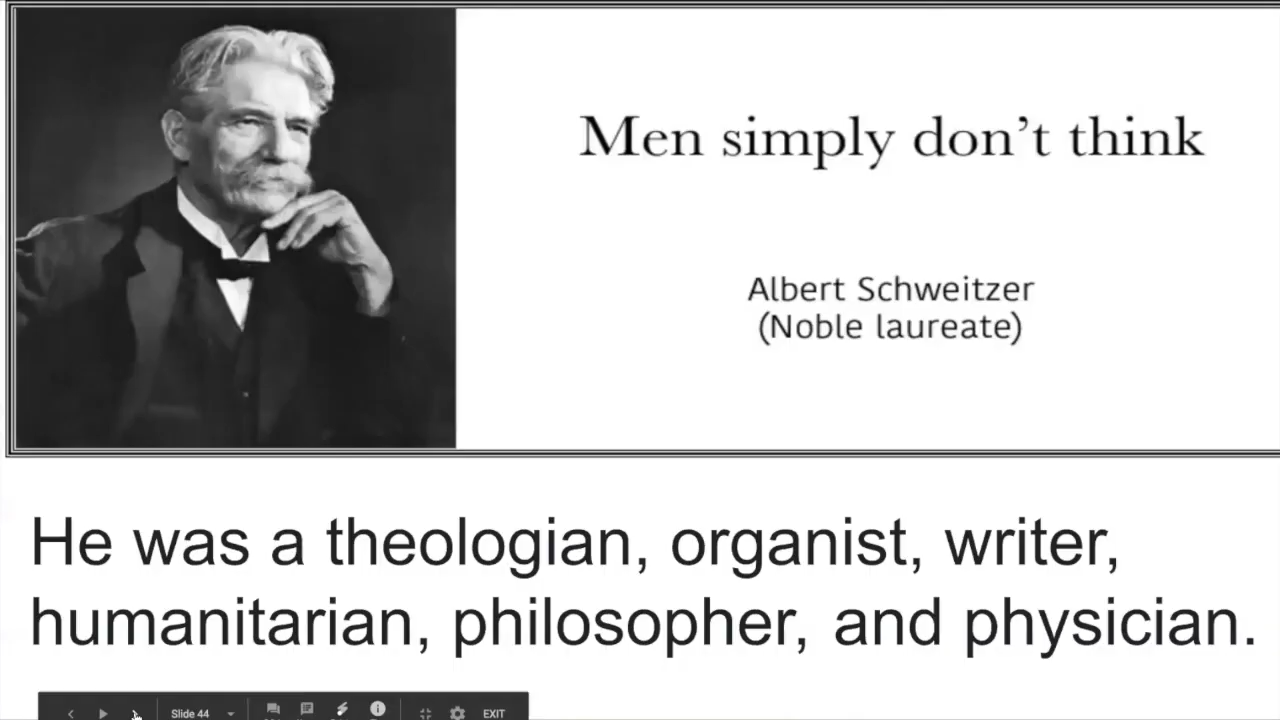 Men simply don’t think
Albert Schweitzer
(Noble laureate)
He was a theologian, organist, writer,
humanitarian, philosopher, and physician.
Slide 44
EXIT